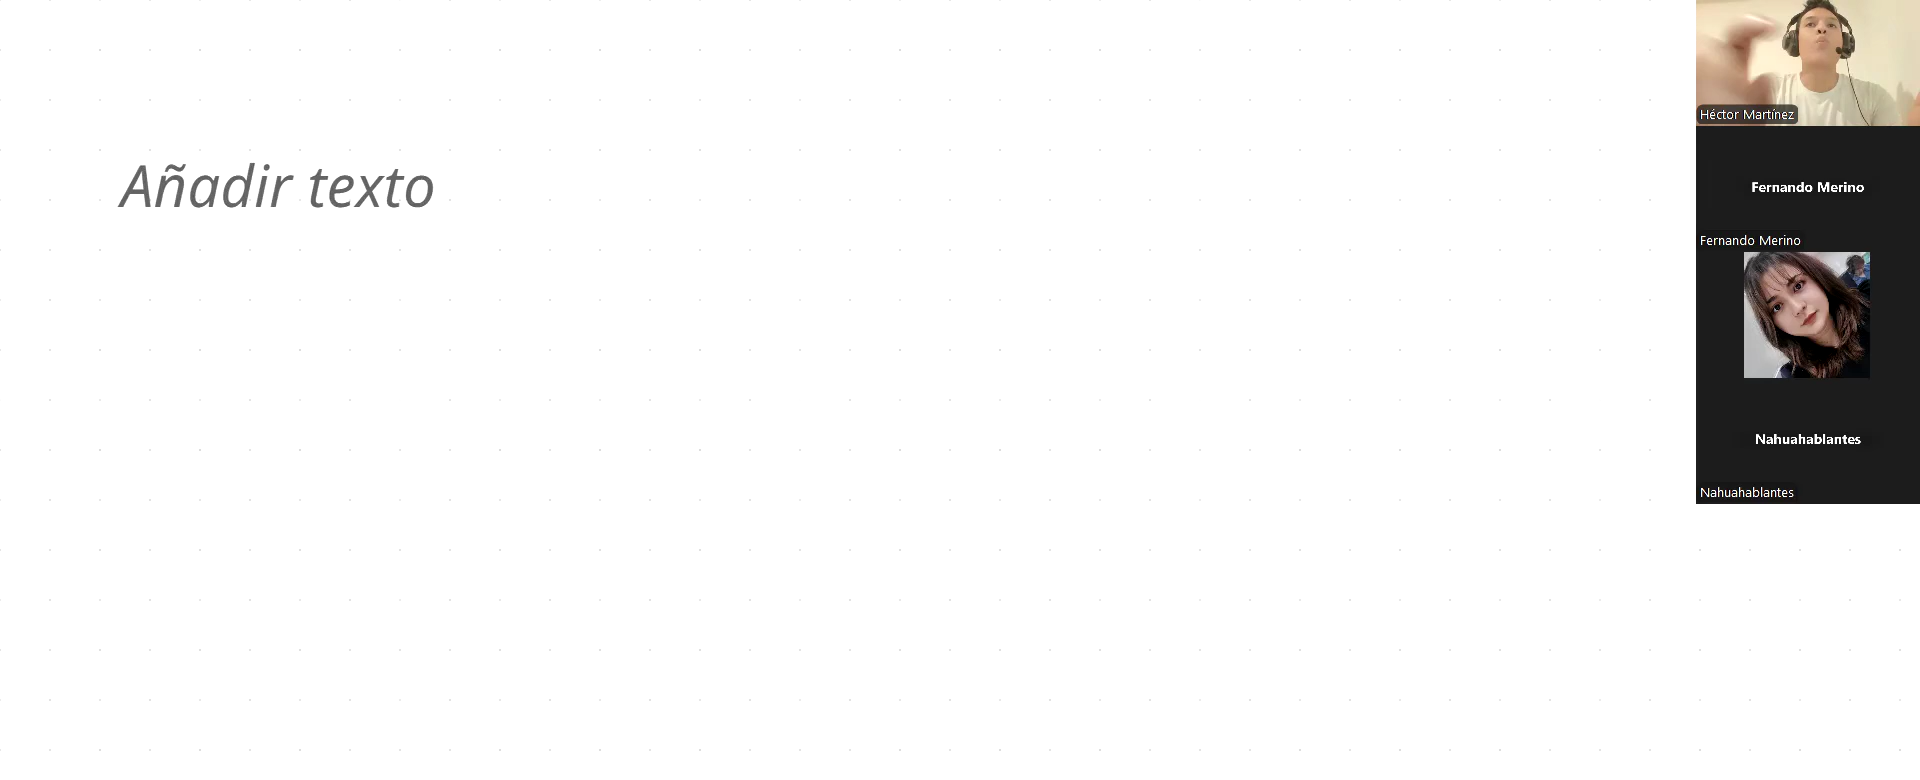 Añadir texto
Héctor Martínez
Fernando Merino
Fernando Merino
Nahuahablantes
Nahuahablantes